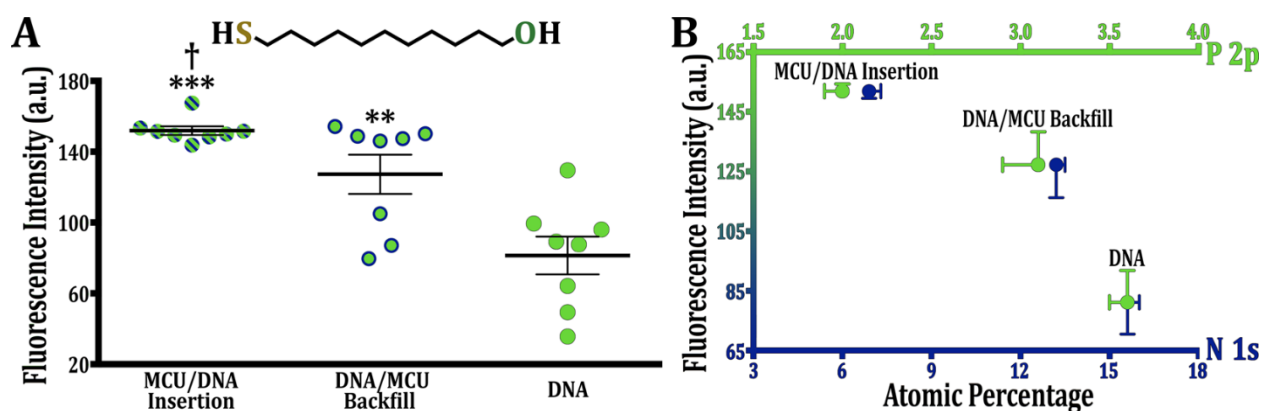 A
HS
OH
Fluorescence Intensity (a.u.)
180
140
100
60
20
†
***
**
MCU/DNA
Insertion
DNA/MCU
Backfill
DNA
B
1.5 2.0 3.0 3.5 4.0
P 2p
Fluorescence Intensity (a.u.)
165
145
125
105
85
65
MCU/DNA Insertion
DNA/MCU Backfill
DNA
3 6 9 12 15 18
N 1s
Atomic Percentage